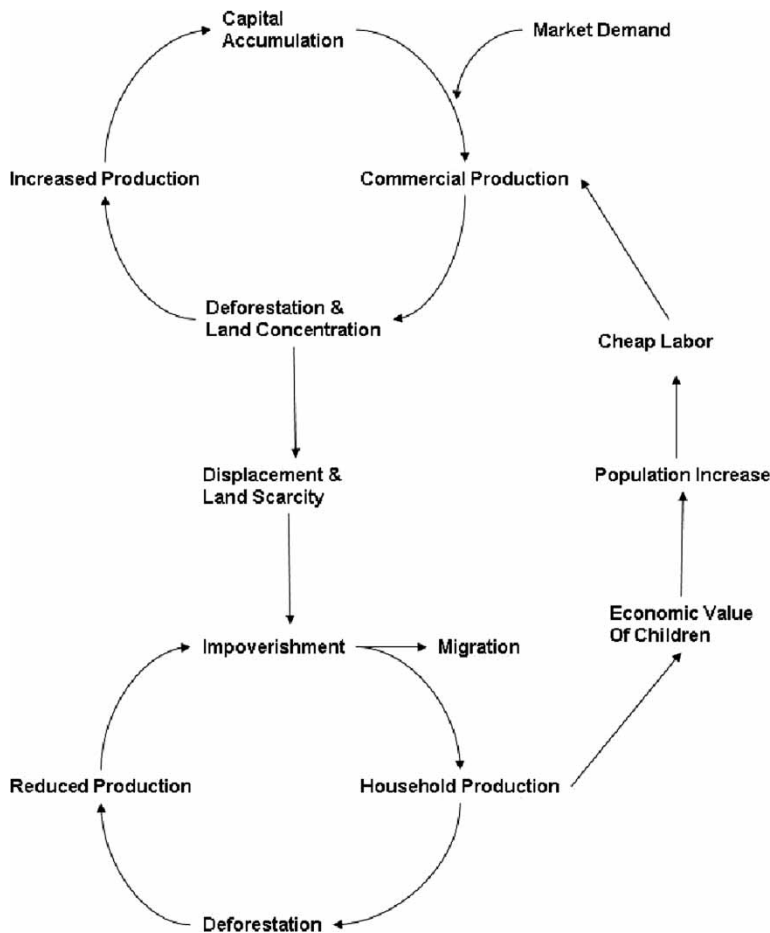 Capital
Accumulation
Market Demand
Increased Production
Commercial Production
Deforestation &
Land Concentration
Cheap Labor
Displacement &
Land Scarcity
Population Increase
Economic Value
Of Children
Impoverishment
Migration
Reduced Production
Household Production
Deforestation